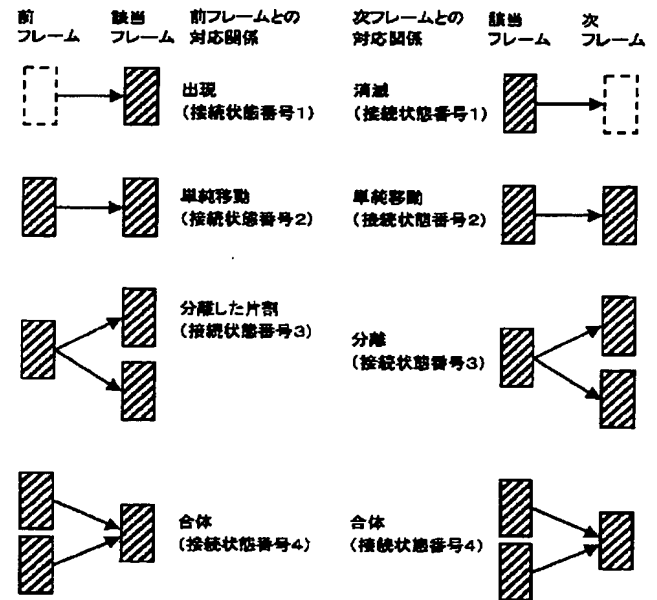 前
フレーム
該当
フレーム
前フレームとの
対応関係
次フレームとの
対応関係
該当
フレーム
次
フレーム
出現
(接続状態番号1)
消滅
(接続状態番号1)
単純移動
(接続状態番号2)
単純移動
(接続状態番号2)
分離した片割
(接続状態番号3)
分離
(接続状態番号3)
合体
(接続状態番号4)
合体
(接続状態番号4)